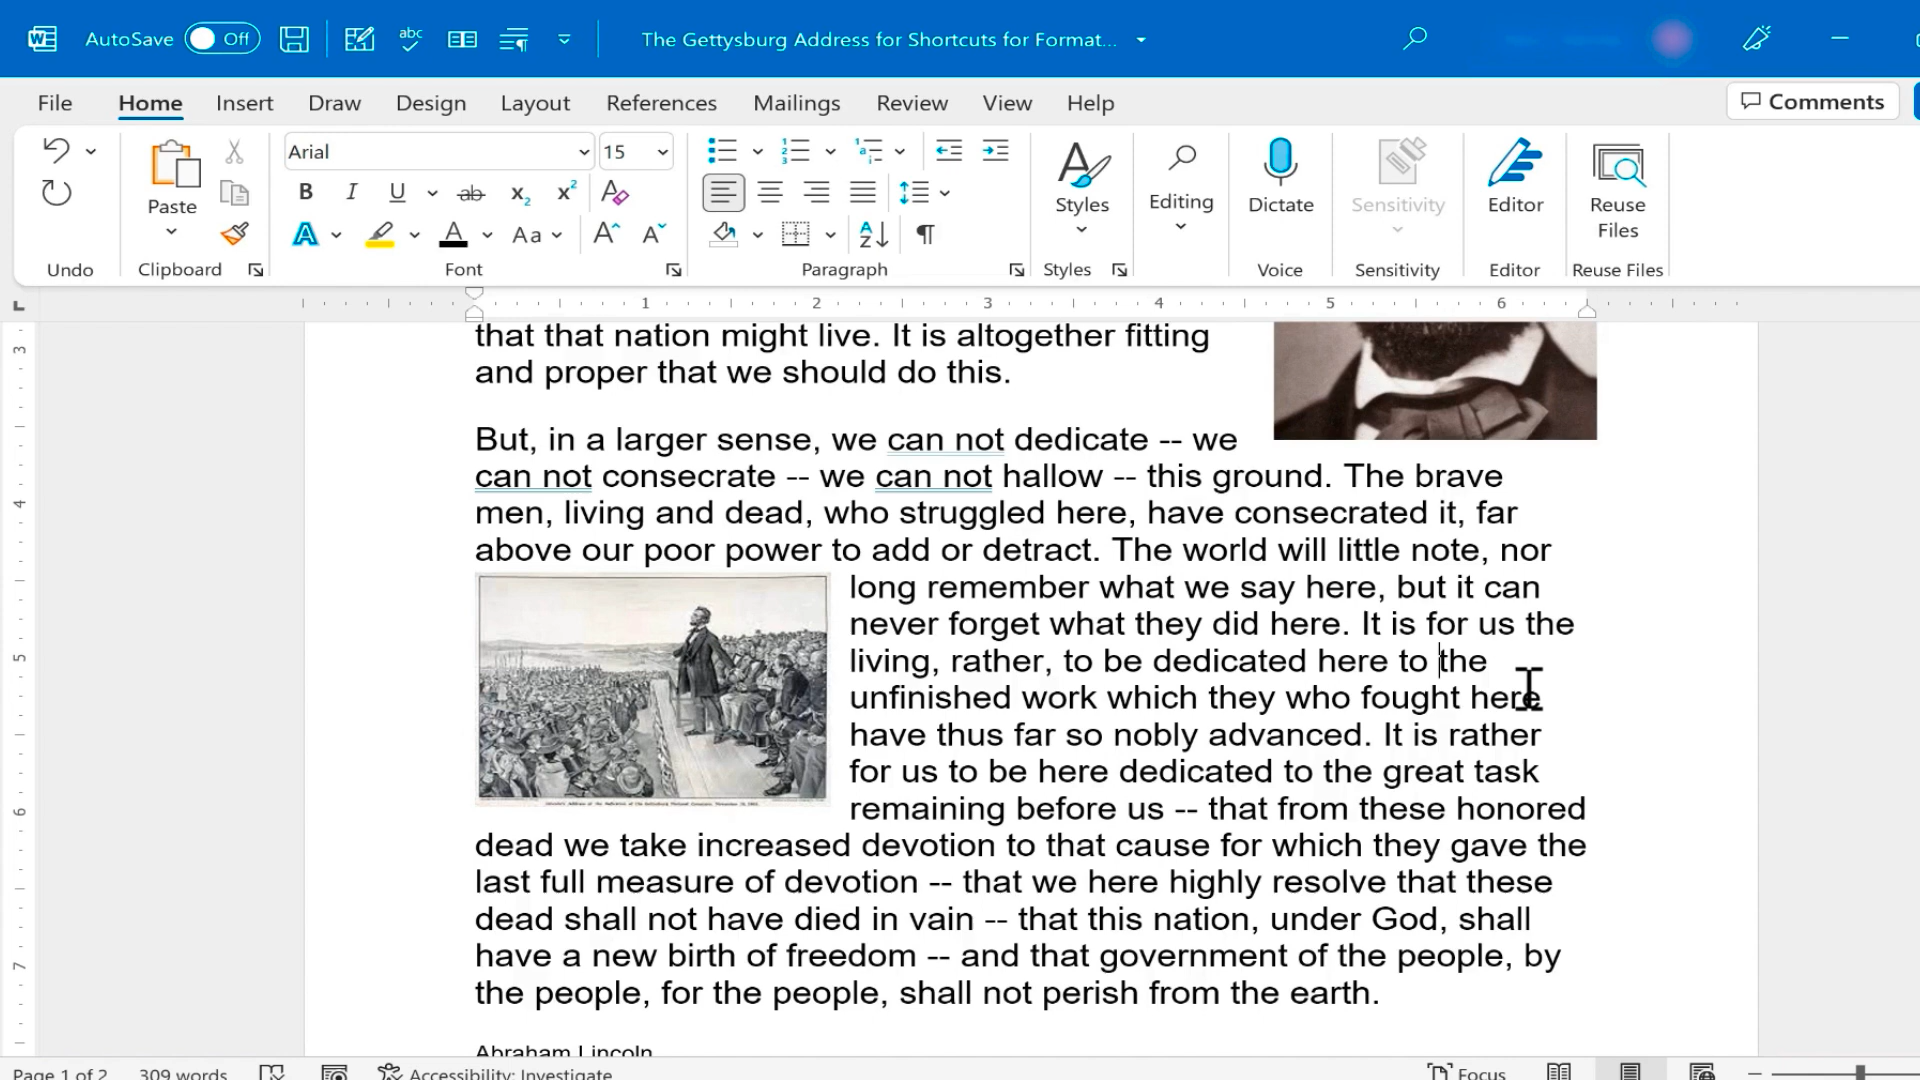 AutoSave Off The Gettysburg Address for Shortcuts for Format...
File Home Insert Draw Design Layout References Mailings Review View Help Comments
Paste Arial 15 Styles Editing Dictate Sensitivity Editor Reuse Files
Undo Clipboard Font Paragraph Styles Voice Sensitivity Editor Reuse Files
1 2 3 4 5 6
that that nation might live. It is altogether fitting
and proper that we should do this.
But, in a larger sense, we can not dedicate -- we
can not consecrate -- we can not hallow -- this ground. The brave
men, living and dead, who struggled here, have consecrated it, far
above our poor power to add or detract. The world will little note, nor
long remember what we say here, but it can
never forget what they did here. It is for us the
living, rather, to be dedicated here to the
unfinished work which they who fought here
have thus far so nobly advanced. It is rather
for us to be here dedicated to the great task
remaining before us -- that from these honored
dead we take increased devotion to that cause for which they gave the
last full measure of devotion -- that we here highly resolve that these
dead shall not have died in vain -- that this nation, under God, shall
have a new birth of freedom -- and that government of the people, by
the people, for the people, shall not perish from the earth.
Abraham Lincoln
Page 1 of 2 309 words Accessibility: Investigate Focus